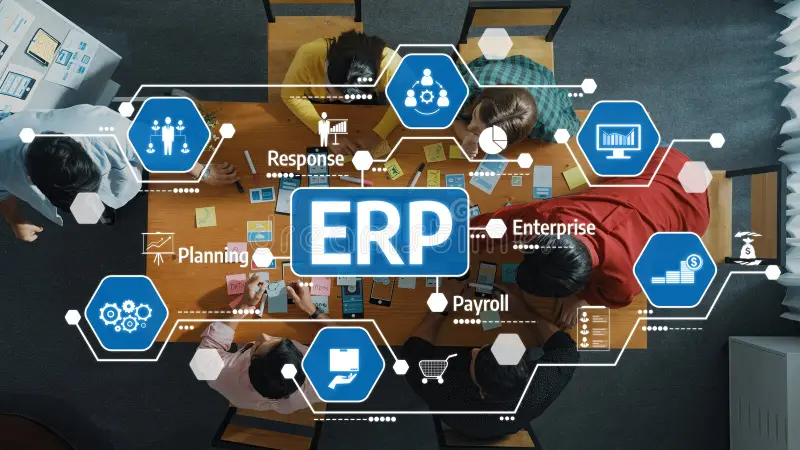 Response
ERP
Enterprise
Planning
Payroll
$
$